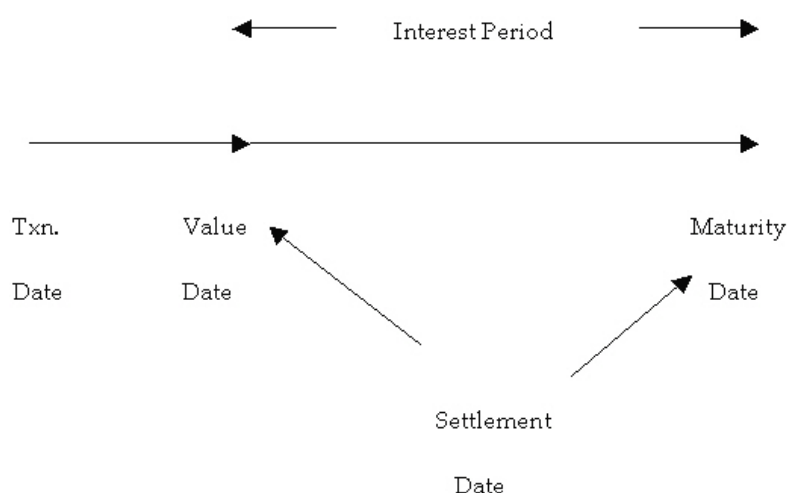 Interest Period
Txn. Value Maturity
Date Date Date
Settlement
Date